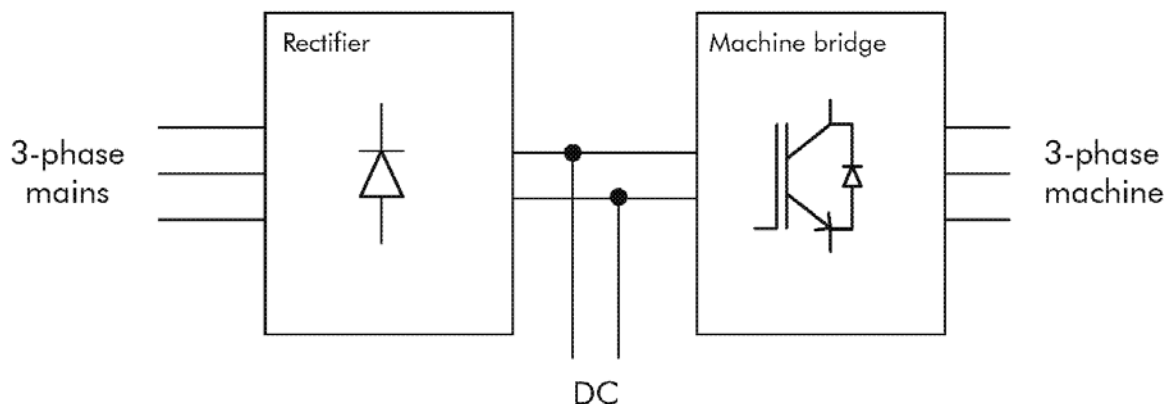 Rectifier
Machine bridge
3-phase
mains
3-phase
machine
DC